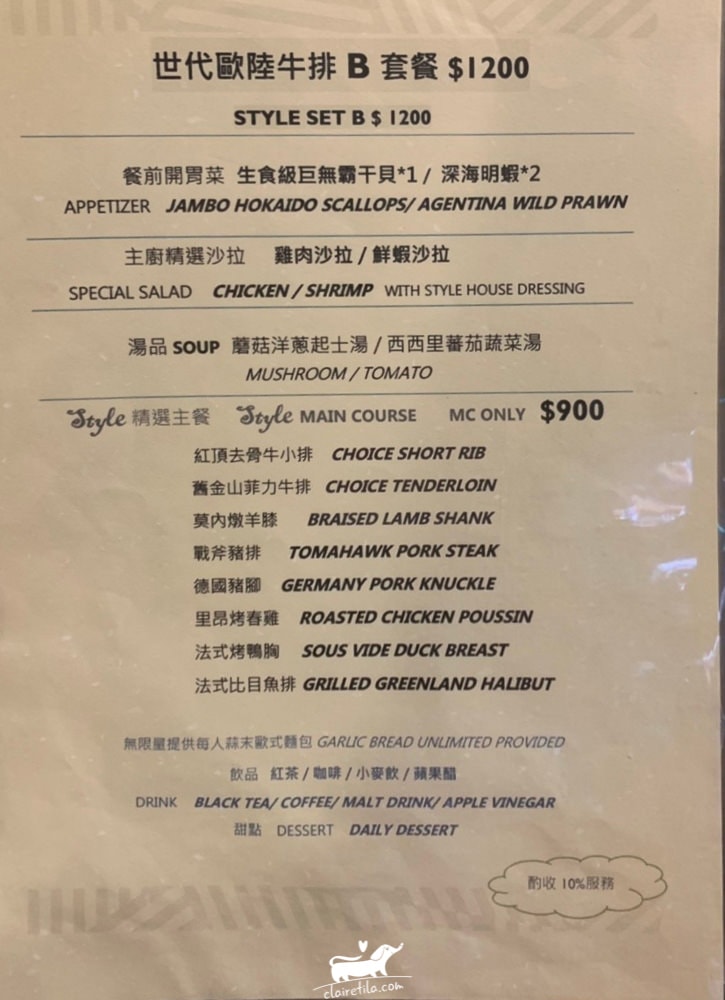 世代歐陸牛排 B 套餐 $1200
STYLE SET B $ 1200
餐前開胃菜 生食級巨無霸干貝*1 / 深海明蝦*2
APPETIZER JAMBO HOKAIDO SCALLOPS/ AGENTINA WILD PRAWN
主廚精選沙拉 雞肉沙拉 / 鮮蝦沙拉
SPECIAL SALAD CHICKEN / SHRIMP WITH STYLE HOUSE DRESSING
湯品 SOUP 蘑菇洋蔥起士湯 / 西西里蕃茄蔬菜湯
MUSHROOM / TOMATO
Style 精選主餐 Style MAIN COURSE MC ONLY $900
紅頂去骨牛小排 CHOICE SHORT RIB
舊金山菲力牛排 CHOICE TENDERLOIN
莫內燉羊膝 BRAISED LAMB SHANK
戰斧豬排 TOMAHAWK PORK STEAK
德國豬腳 GERMANY PORK KNUCKLE
里昂烤春雞 ROASTED CHICKEN POUSSIN
法式烤鴨胸 SOUS VIDE DUCK BREAST
法式比目魚排 GRILLED GREENLAND HALIBUT
無限量提供每人蒜末歐式麵包 GARLIC BREAD UNLIMITED PROVIDED
飲品 紅茶 / 咖啡 / 小麥飲 / 蘋果醋
DRINK BLACK TEA/ COFFEE/ MALT DRINK/ APPLE VINEGAR
甜點 DESSERT DAILY DESSERT
酌收 10%服務
clairetila.com